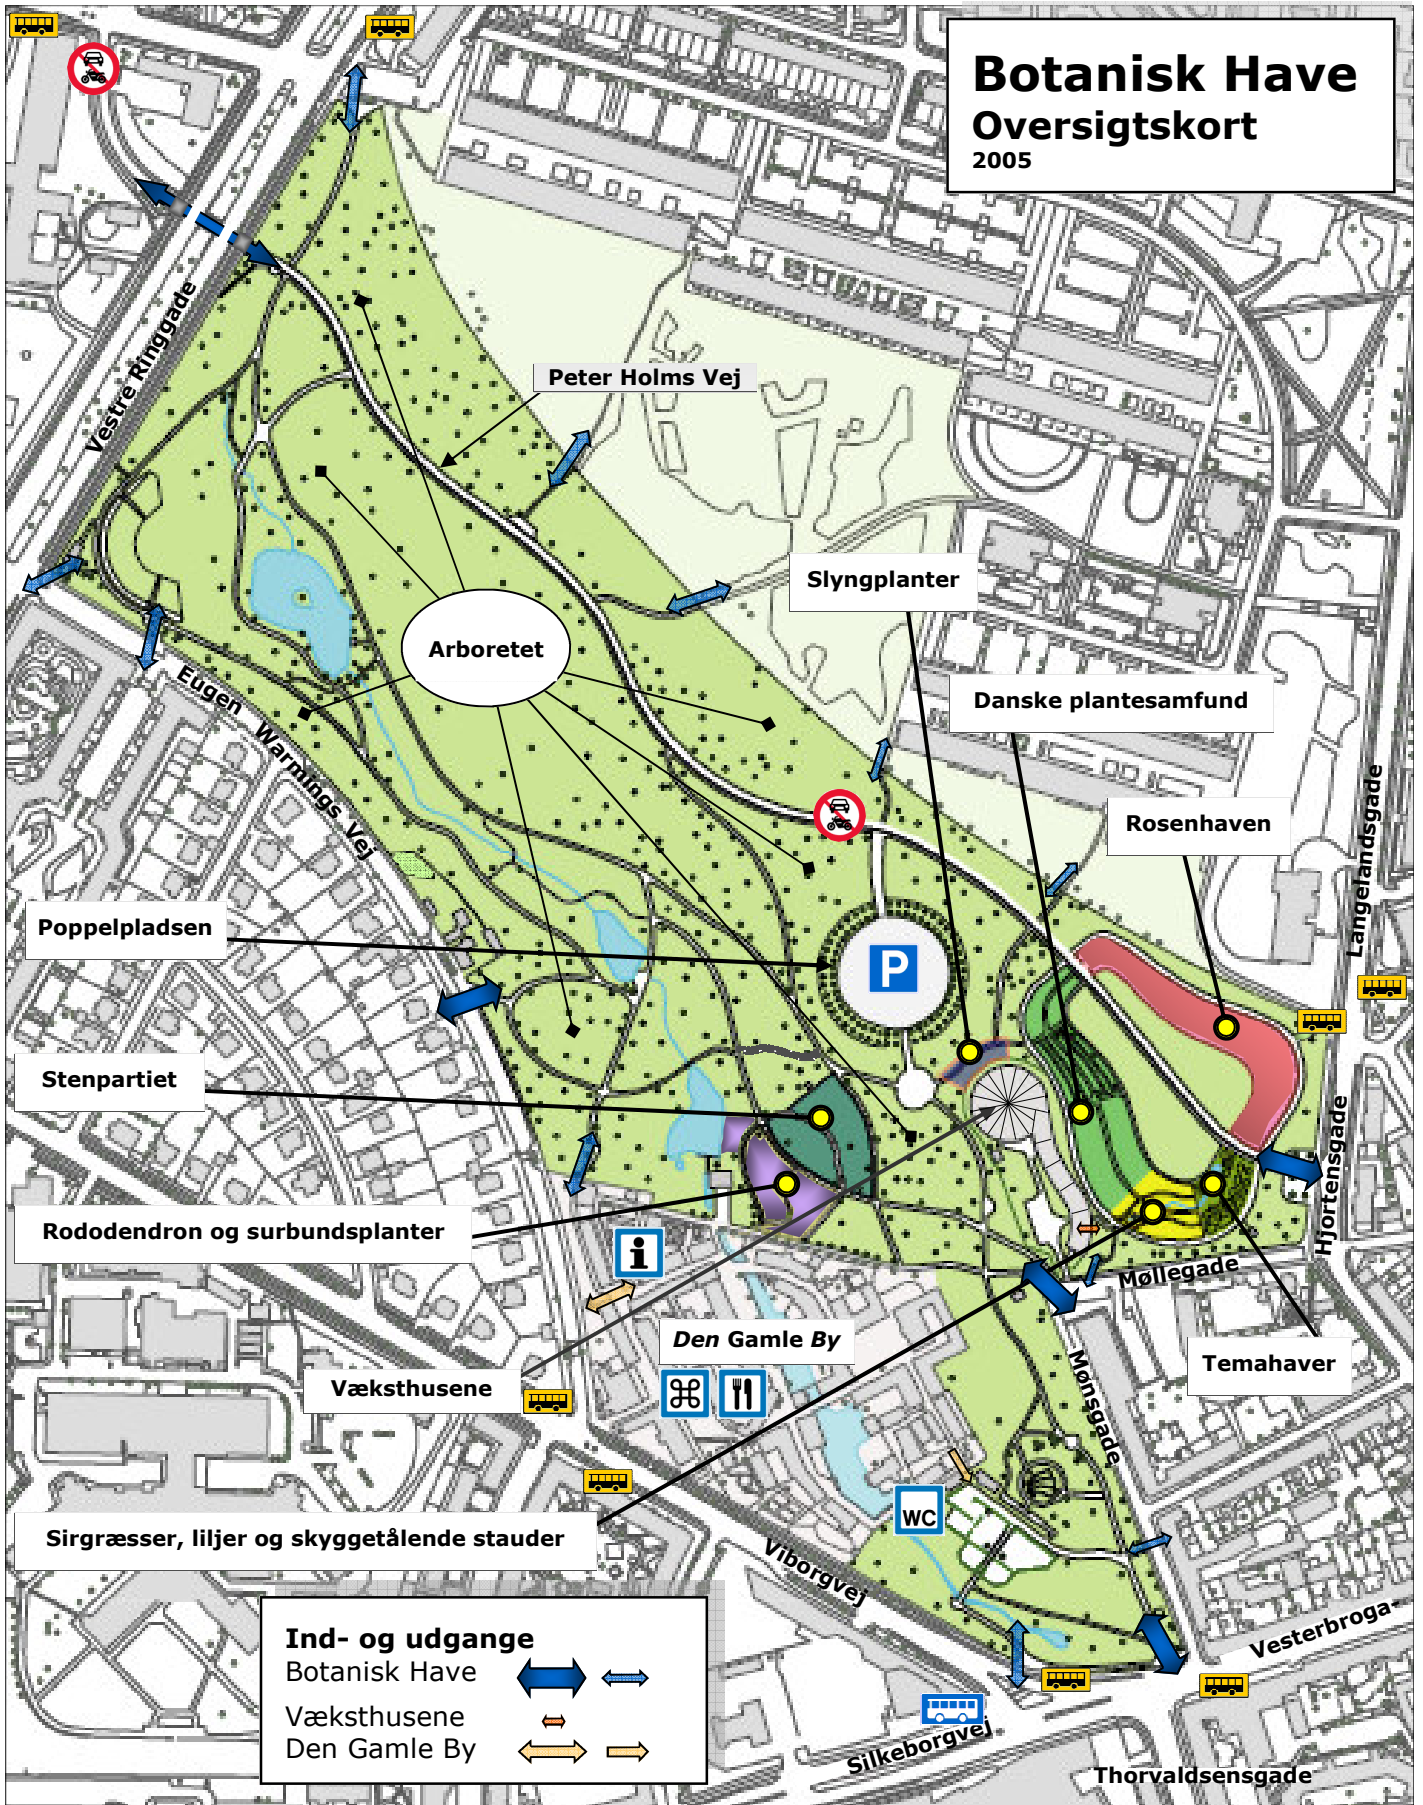 Botanisk Have
Oversigtskort
2005
Vestre Ringgade
Peter Holms Vej
Slyngplanter
Arboretet
Danske plantesamfund
Eugen Warmings Vej
Rosenhaven
Langelandsgade
Poppelpladsen
P
Stenpartiet
Hjortensgade
Rododendron og surbundsplanter
i
Møllegade
Den Gamle By
Temahaver
Væksthusene
Mønsgade
WC
Sirgræsser, liljer og skyggetålende stauder
Viborgvej
Vesterbroga-
Ind- og udgange
Botanisk Have
Væksthusene
Den Gamle By
Silkeborgvej
Thorvaldsensgade